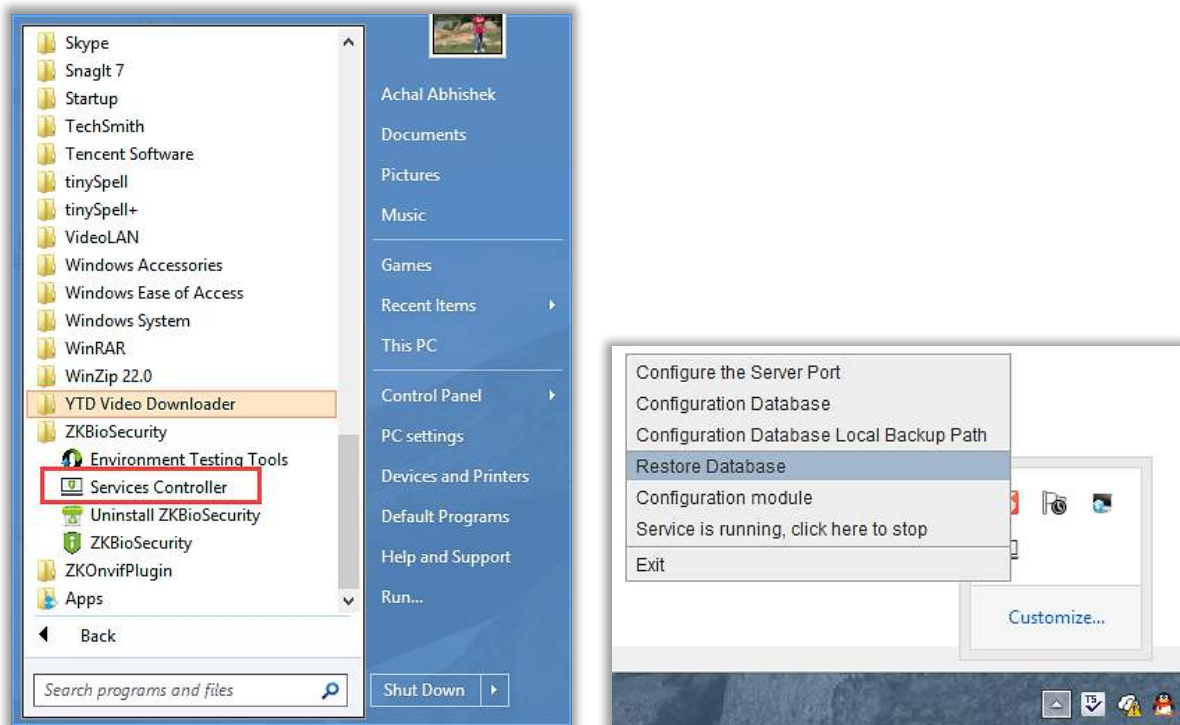 Skype
SnagIt 7
Startup
TechSmith
Tencent Software
tinySpell
tinySpell+
VideoLAN
Windows Accessories
Windows Ease of Access
Windows System
WinRAR
WinZip 22.0
YTD Video Downloader
ZKBioSecurity
Environment Testing Tools
Services Controller
Uninstall ZKBioSecurity
ZKBioSecurity
ZKOnvifPlugin
Apps
Back
Search programs and files
Achal Abhishek
Documents
Pictures
Music
Games
Recent Items
This PC
Control Panel
PC settings
Devices and Printers
Default Programs
Help and Support
Run...
Shut Down
Configure the Server Port
Configuration Database
Configuration Database Local Backup Path
Restore Database
Configuration module
Service is running, click here to stop
Exit
Customize...
TS